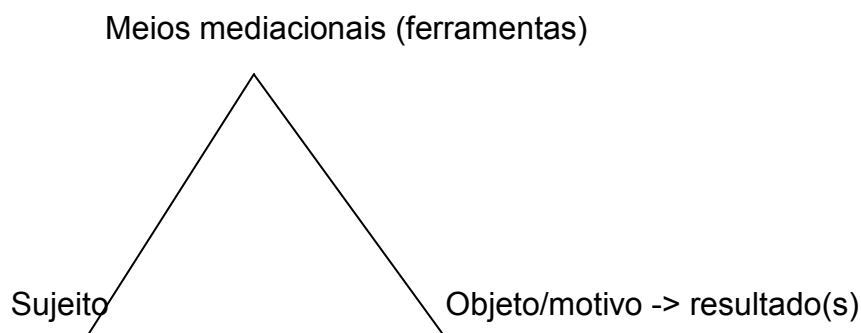 Meios mediacionais (ferramentas)
Sujeito
Objeto/motivo -> resultado(s)